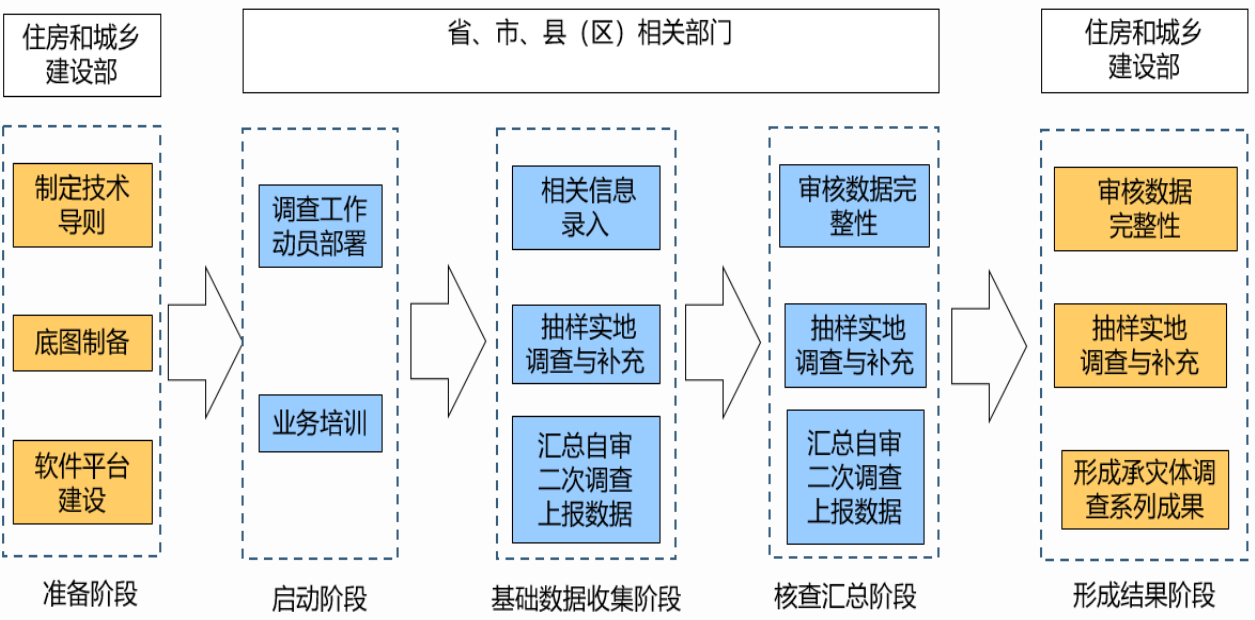 住房和城乡
建设部
省、市、县（区）相关部门
住房和城乡
建设部
制定技术
导则
底图制备
软件平台
建设
准备阶段
调查工作
动员部署
业务培训
启动阶段
相关信息
录入
抽样实地
调查与补充
汇总自审
二次调查
上报数据
基础数据收集阶段
审核数据完
整性
抽样实地
调查与补充
汇总自审
二次调查
上报数据
核查汇总阶段
审核数据
完整性
抽样实地
调查与补充
形成承灾体调
查系列成果
形成结果阶段